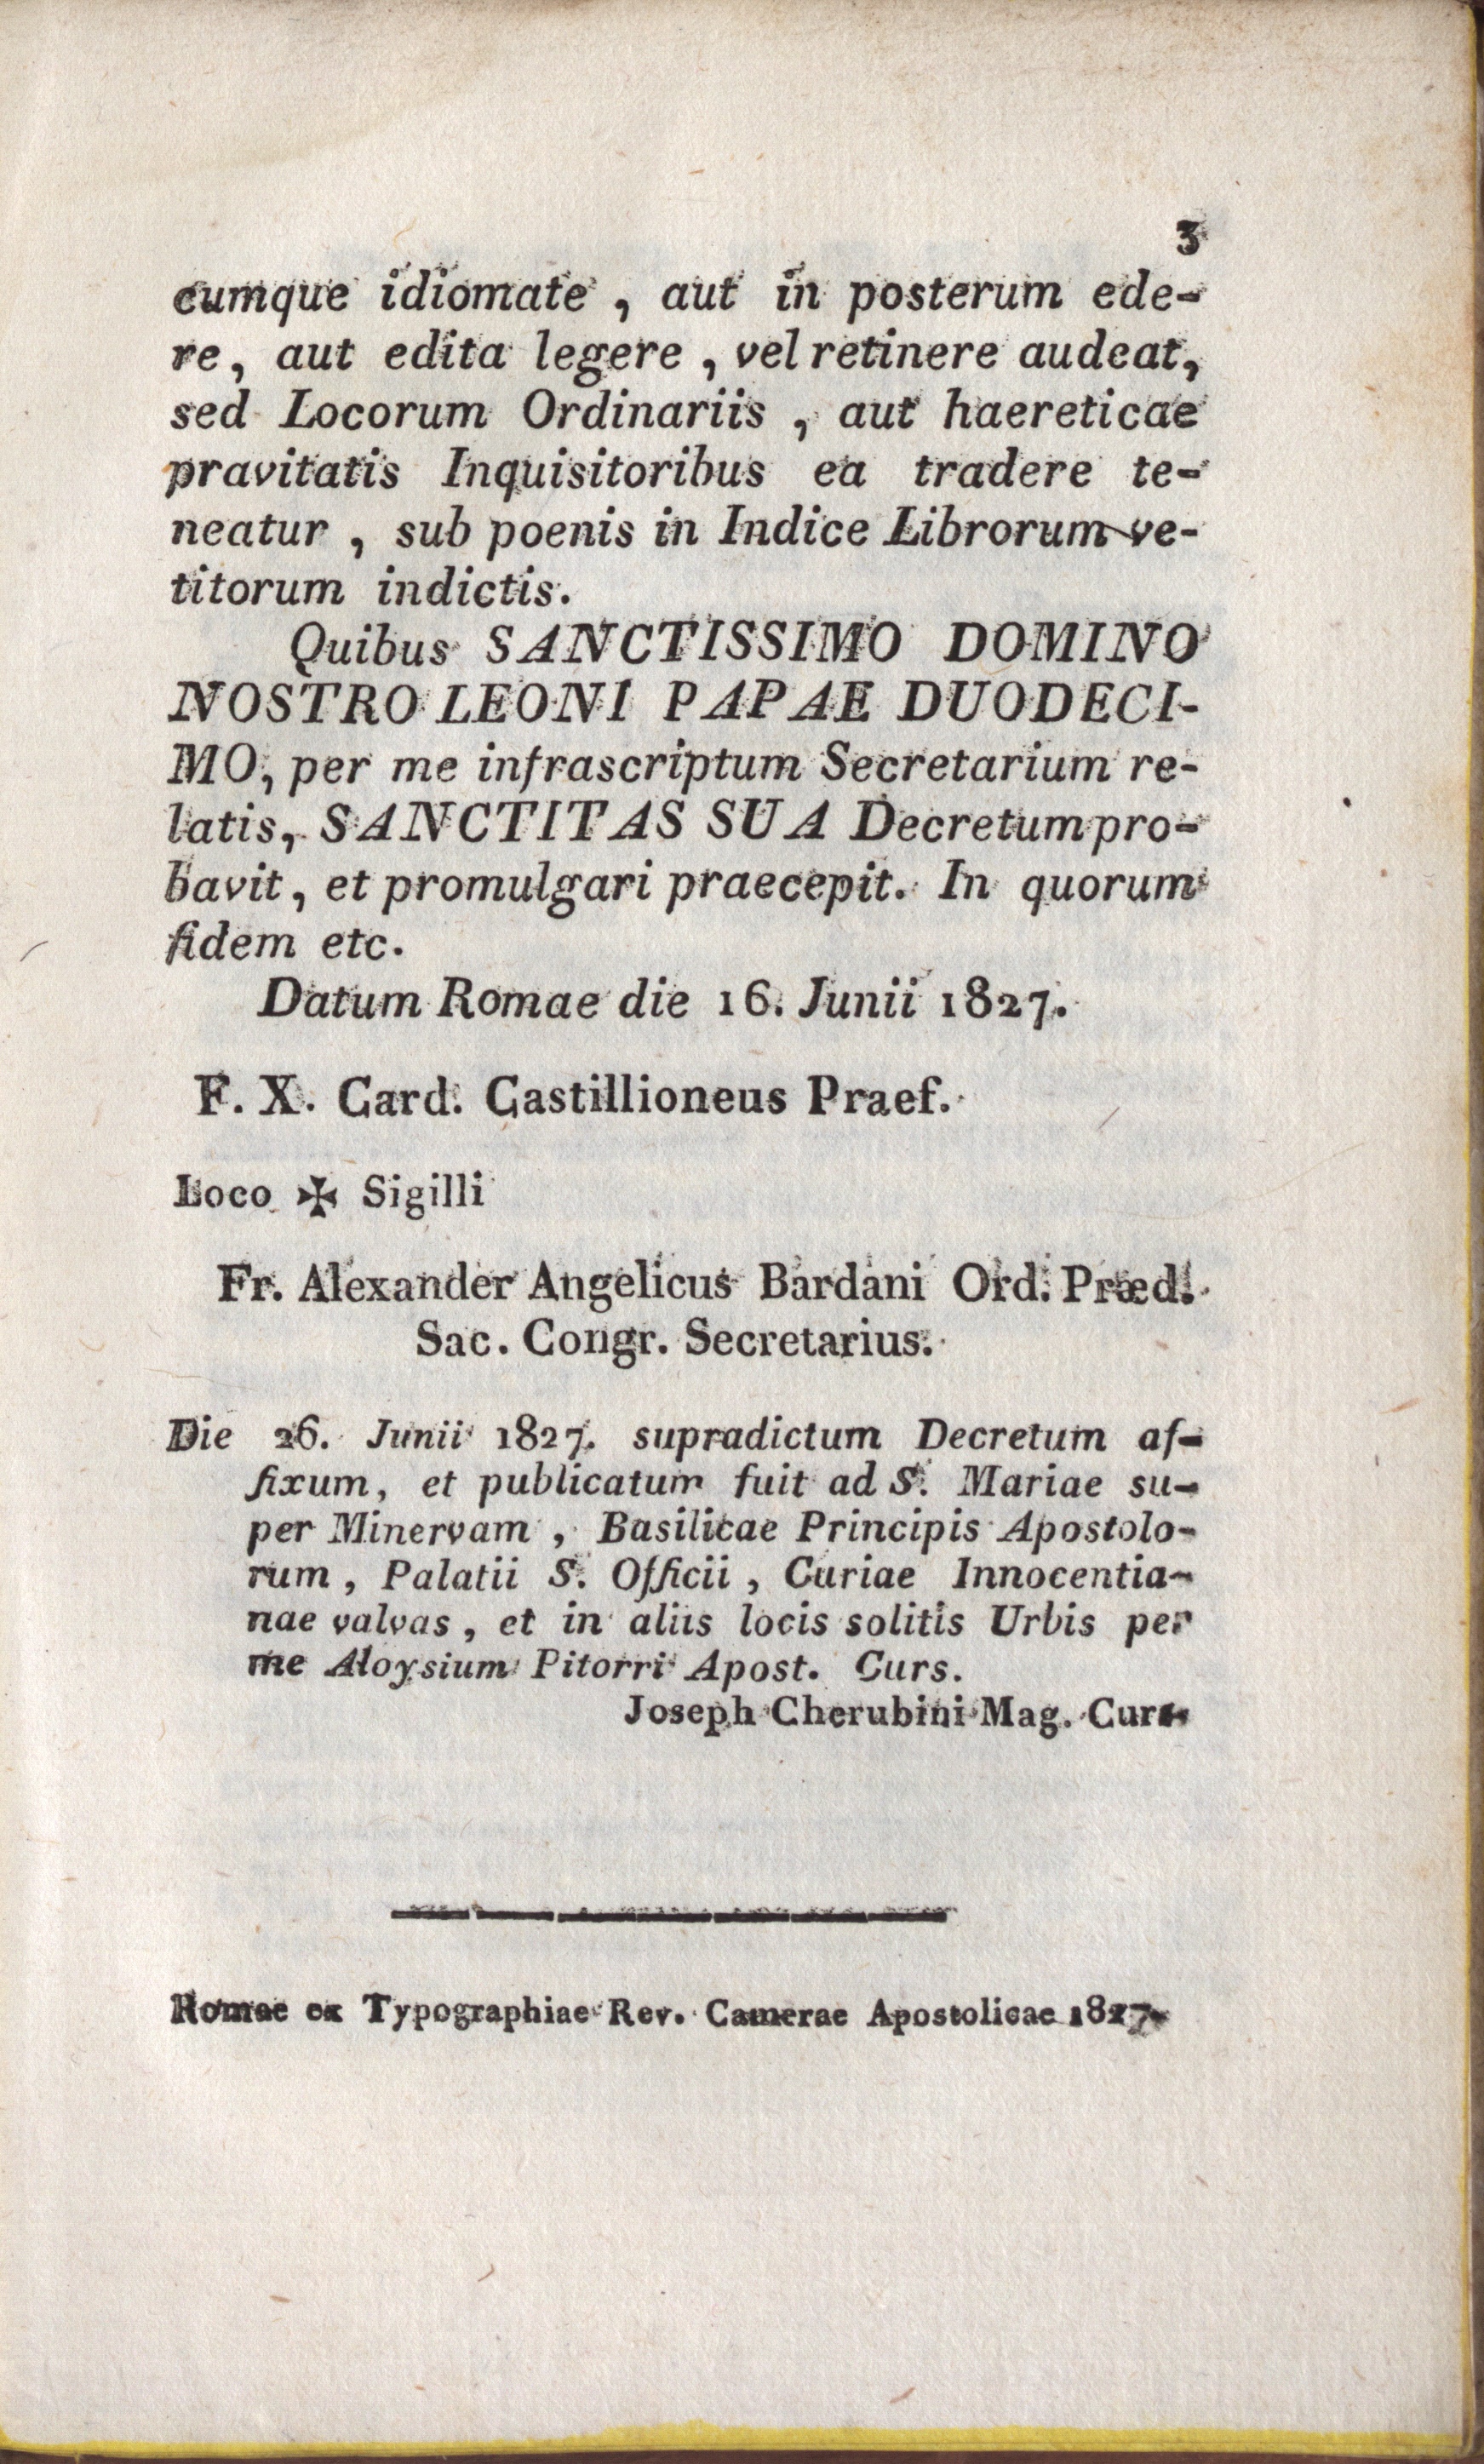 3
cumque idiomate , aut in posterum ede-
re, aut edita legere , vel retinere audeat,
sed Locorum Ordinariis , aut haereticae
pravitatis Inquisitoribus ea tradere te-
neatur , sub poenis in Indice Librorum ve-
titorum indictis.
Quibus SANCTISSIMO DOMINO
NOSTRO LEONI PAPAE DUODECI-
MO, per me infrascriptum Secretarium re-
latis, SANCTITAS SUA Decretum pro-
bavit, et promulgari praecepit. In quorum
fidem etc.
Datum Romae die 16. Junii 1827.
F. X. Card. Castillioneus Praef.
Loco ✠ Sigilli
Fr. Alexander Angelicus Bardani Ord. Præd.
Sac. Congr. Secretarius.
Die 26. Junii 1827. supradictum Decretum af-
fixum, et publicatum fuit ad S. Mariae su-
per Minervam , Basilicae Principis Apostolo-
rum , Palatii S. Officii , Curiae Innocentia-
nae valvas , et in aliis locis solitis Urbis per
me Aloysium Pitorri Apost. Curs.
Joseph Cherubini Mag. Curs.
Romae ex Typographiae Rev. Camerae Apostolicae 1827.